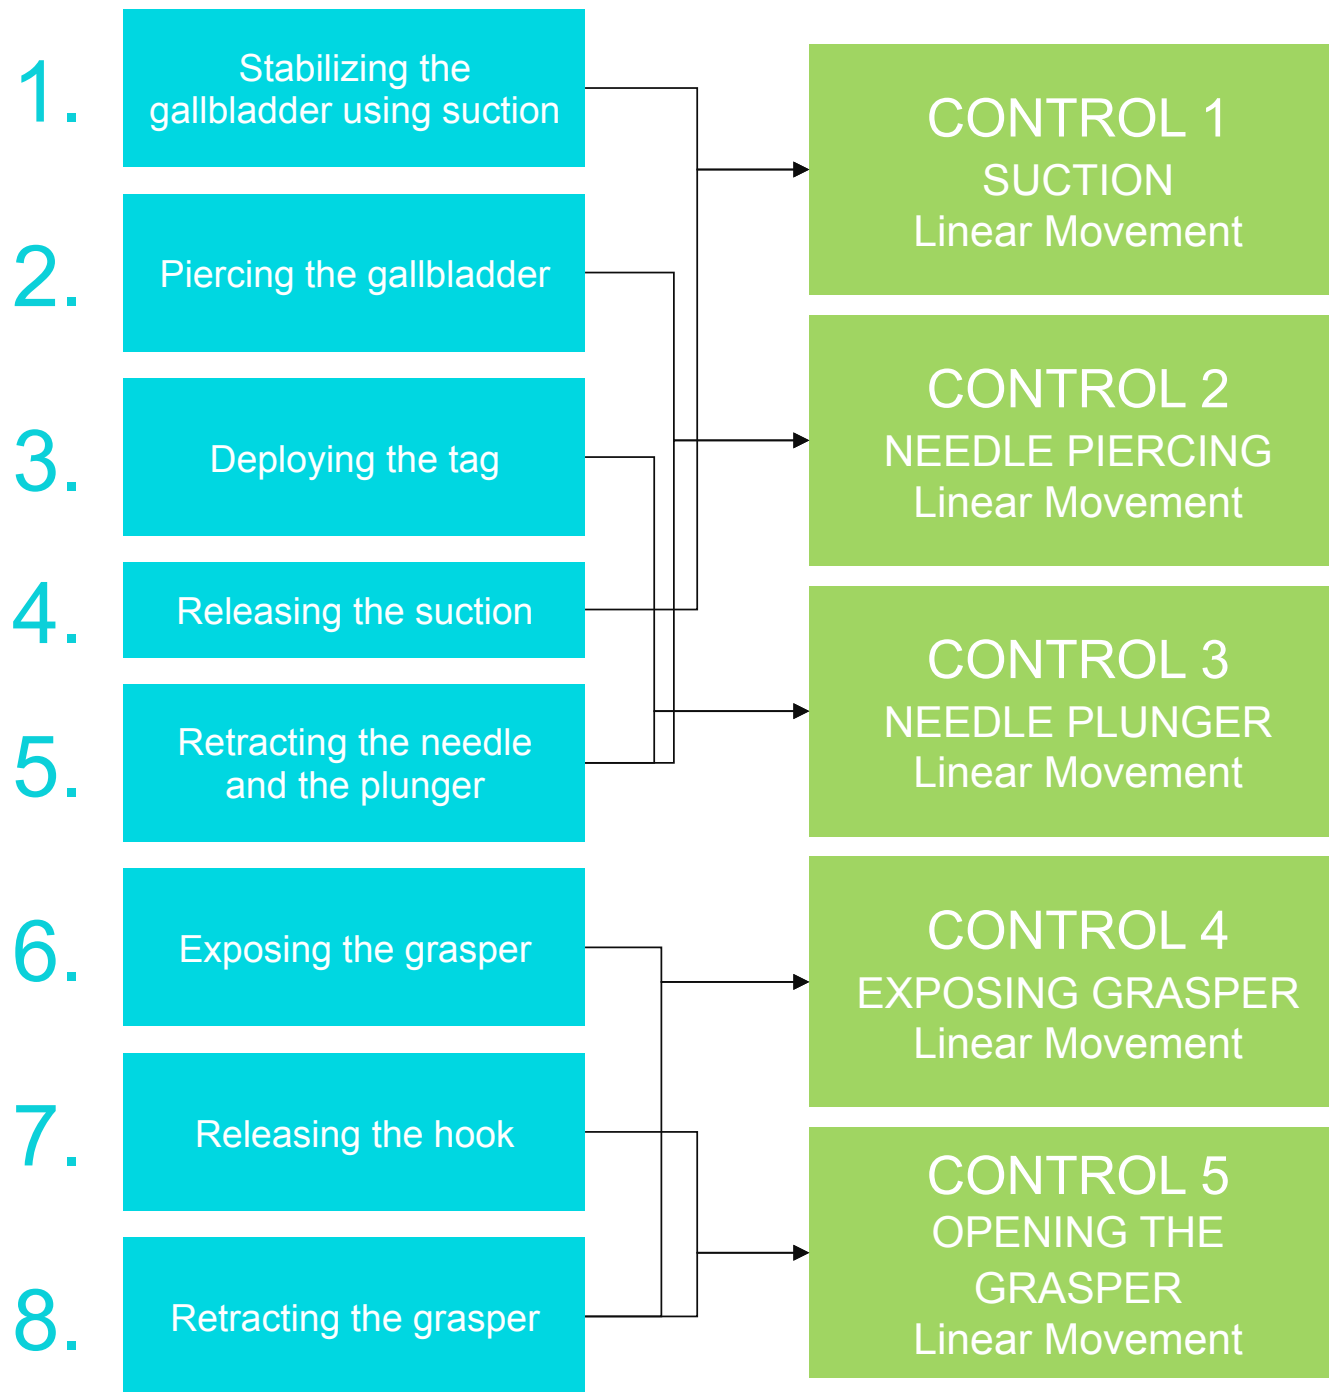 1.
Stabilizing the
gallbladder using suction
2.
Piercing the gallbladder
3.
Deploying the tag
4.
Releasing the suction
5.
Retracting the needle
and the plunger
6.
Exposing the grasper
7.
Releasing the hook
8.
Retracting the grasper
CONTROL 1
SUCTION
Linear Movement
CONTROL 2
NEEDLE PIERCING
Linear Movement
CONTROL 3
NEEDLE PLUNGER
Linear Movement
CONTROL 4
EXPOSING GRASPER
Linear Movement
CONTROL 5
OPENING THE
GRASPER
Linear Movement